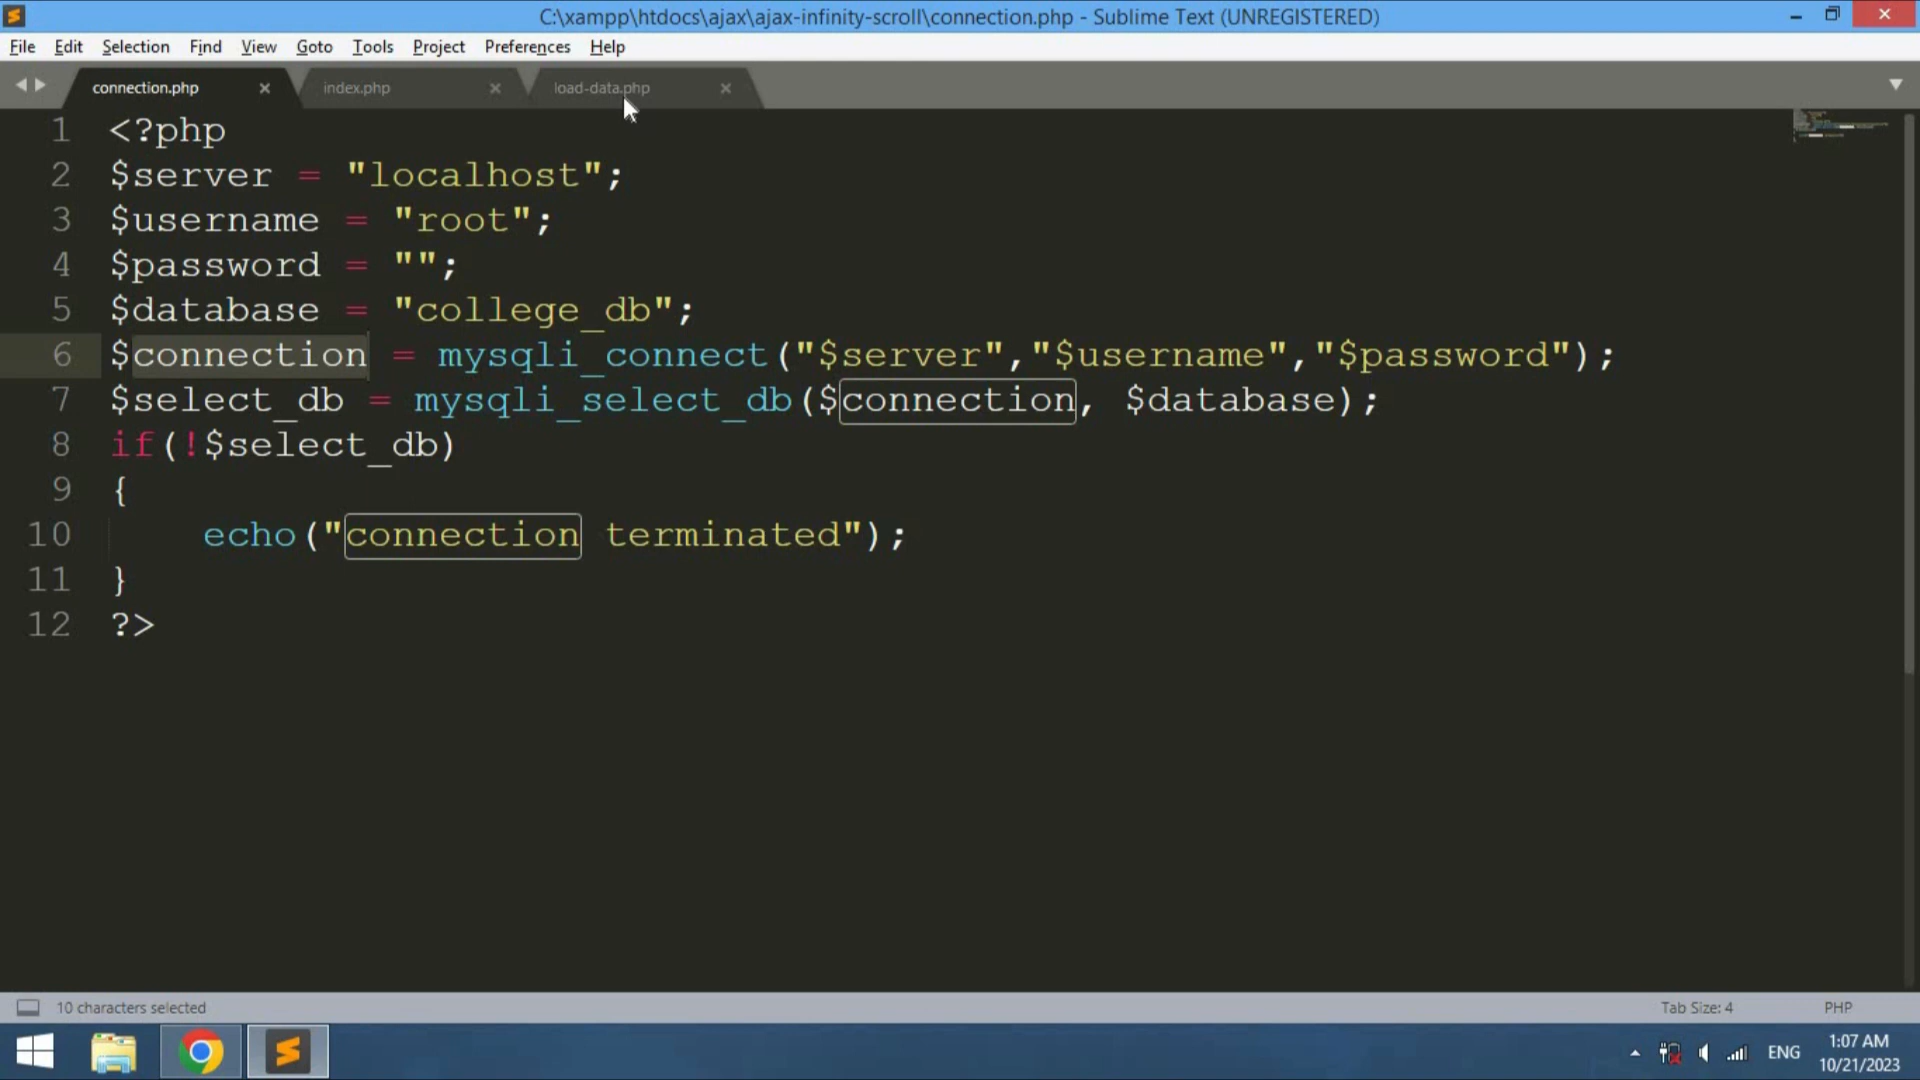 C:\xampp\htdocs\ajax\ajax-infinity-scroll\connection.php - Sublime Text (UNREGISTERED)
File Edit Selection Find View Goto Tools Project Preferences Help
connection.php index.php load-data.php
1 <?php
2 $server = "localhost";
3 $username = "root";
4 $password = "";
5 $database = "college_db";
6 $connection = mysqli_connect("$server","$username","$password");
7 $select_db = mysqli_select_db($connection, $database);
8 if(!$select_db)
9 {
10 echo("connection terminated");
11 }
12 ?>
10 characters selected Tab Size: 4 PHP
ENG 1:07 AM
10/21/2023